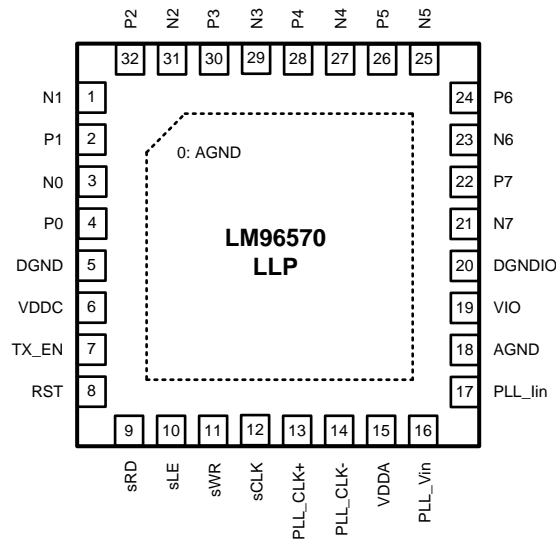 P2 N2 P3 N3 P4 N4 P5 N5
32 31 30 29 28 27 26 25
N1 1 24 P6
P1 2 23 N6
0: AGND
N0 3 22 P7
P0 4 21 N7
LM96570
LLP
DGND 5 20 DGNDIO
VDDC 6 19 VIO
TX_EN 7 18 AGND
RST 8 17 PLL_Iin
9 10 11 12 13 14 15 16
sRD sLE sWR sCLK PLL_CLK+ PLL_CLK- VDDA PLL_Vin